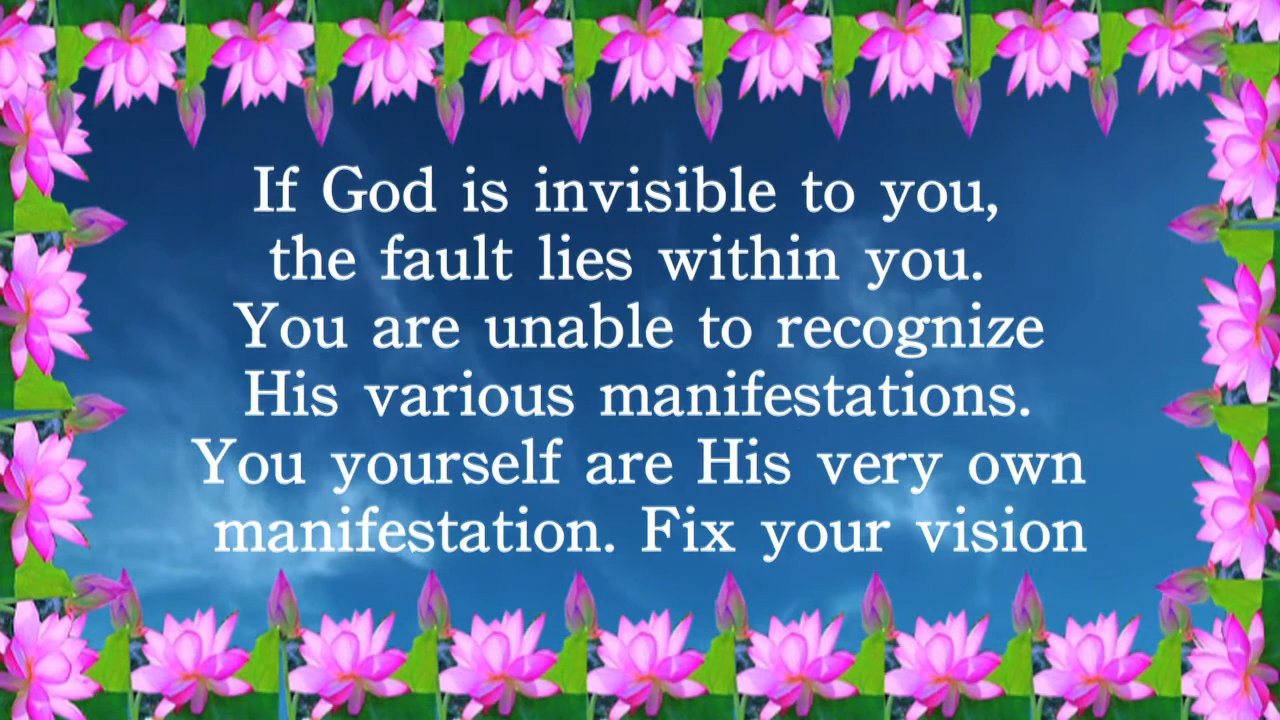 If God is invisible to you,
the fault lies within you.
You are unable to recognize
His various manifestations.
You yourself are His very own
manifestation. Fix your vision